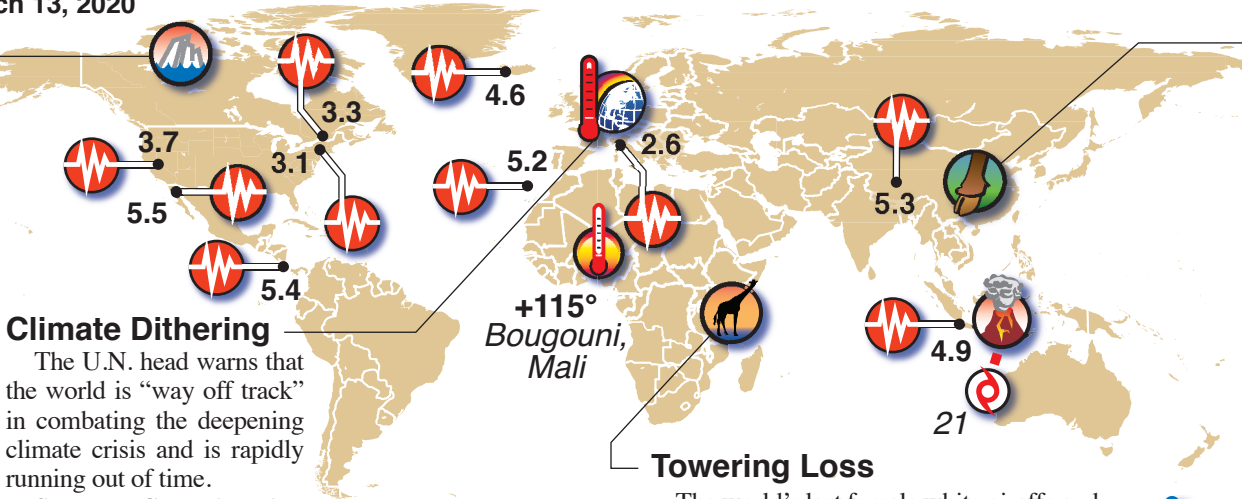 ch 13, 2020
3.3
4.6
3.7
3.1
2.6
5.2
5.5
5.3
5.4
+115°
Bougouni,
Mali
4.9
21
Climate Dithering
The U.N. head warns that
the world is “way off track”
in combating the deepening
climate crisis and is rapidly
running out of time.
Towering Loss